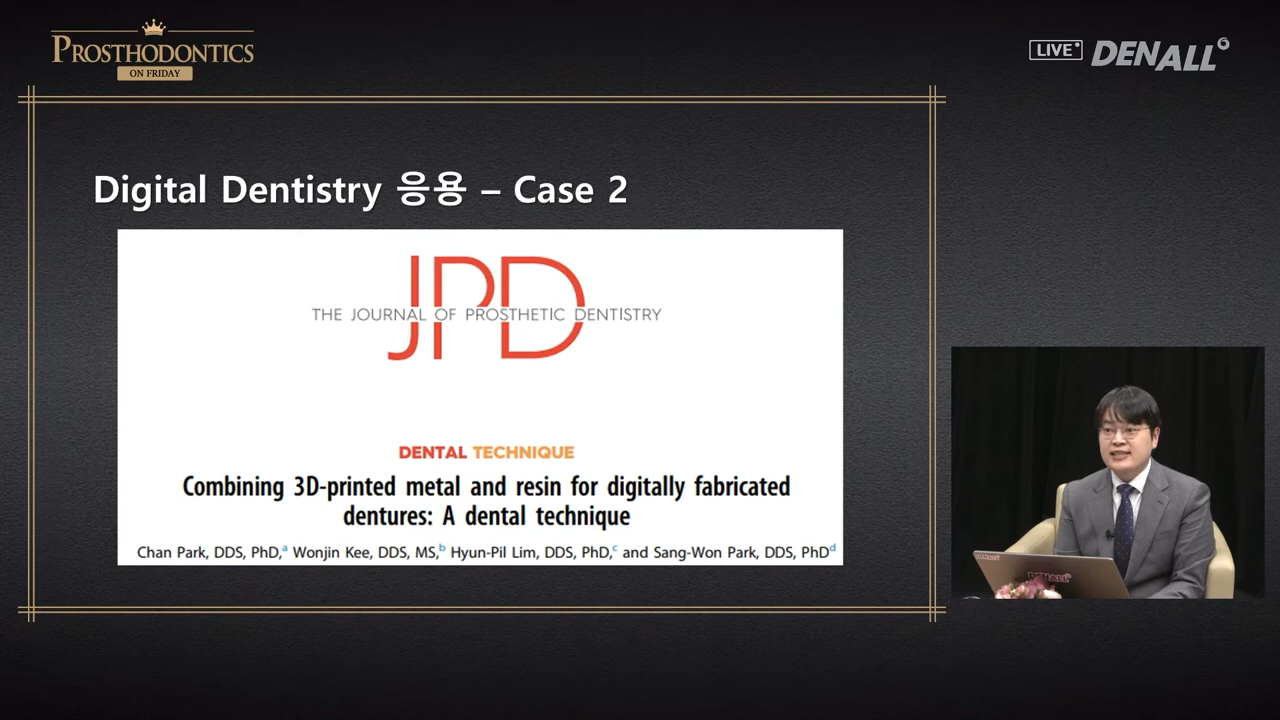 PROSTHODONTICS
ON FRIDAY
LIVE
DENALL
Digital Dentistry 응용 – Case 2
JPD
THE JOURNAL OF PROSTHETIC DENTISTRY
DENTAL TECHNIQUE
Combining 3D-printed metal and resin for digitally fabricated
dentures: A dental technique
Chan Park, DDS, PhD,a Wonjin Kee, DDS, MS,b Hyun-Pil Lim, DDS, PhD,c and Sang-Won Park, DDS, PhDd
DENALL